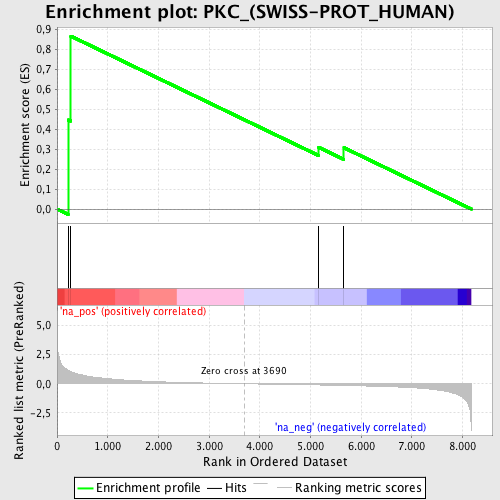 Enrichment plot: PKC_(SWISS-PROT_HUMAN)
Enrichment score (ES)
0,9
0,8
0,7
0,6
0,5
0,4
0,3
0,2
0,1
0,0
'na_pos' (positively correlated)
Ranked list metric (PreRanked)
5,0
2,5
0,0
-2,5
Zero cross at 3690
'na_neg' (negatively correlated)
0 1.000 2.000 3.000 4.000 5.000 6.000 7.000 8.000
Rank in Ordered Dataset
Enrichment profile Hits Ranking metric scores